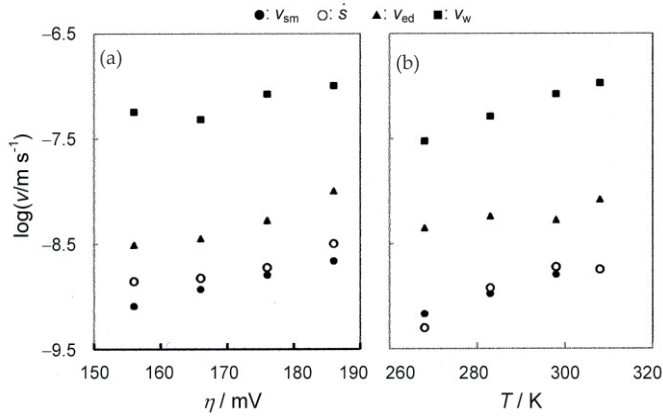 ●: v_sm ○: ṡ ▲: v_ed ■: v_w
(a) (b)
log(v/m s⁻¹)
−6.5
−7.5
−8.5
−9.5
150 160 170 180 190 260 280 300 320
η / mV T / K